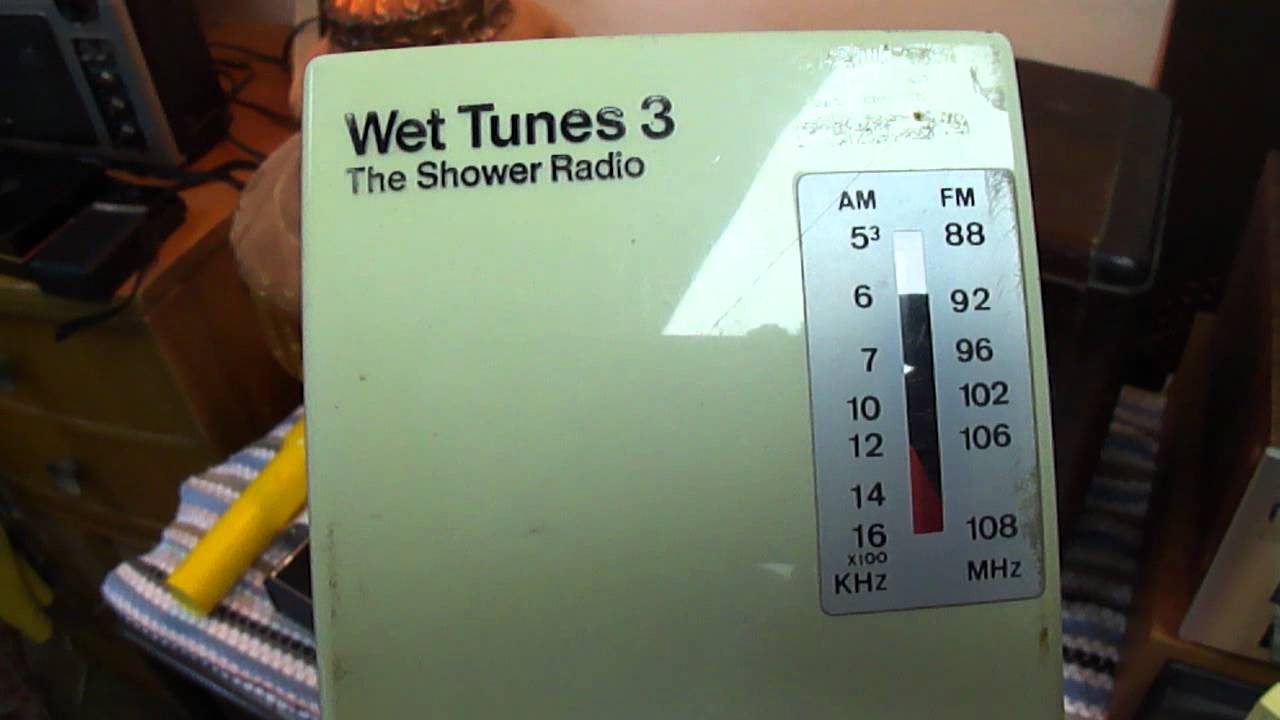 Wet Tunes 3
The Shower Radio
AM FM
5³ 88
6 92
7 96
10 102
12 106
14
16 108
x100
KHz MHz